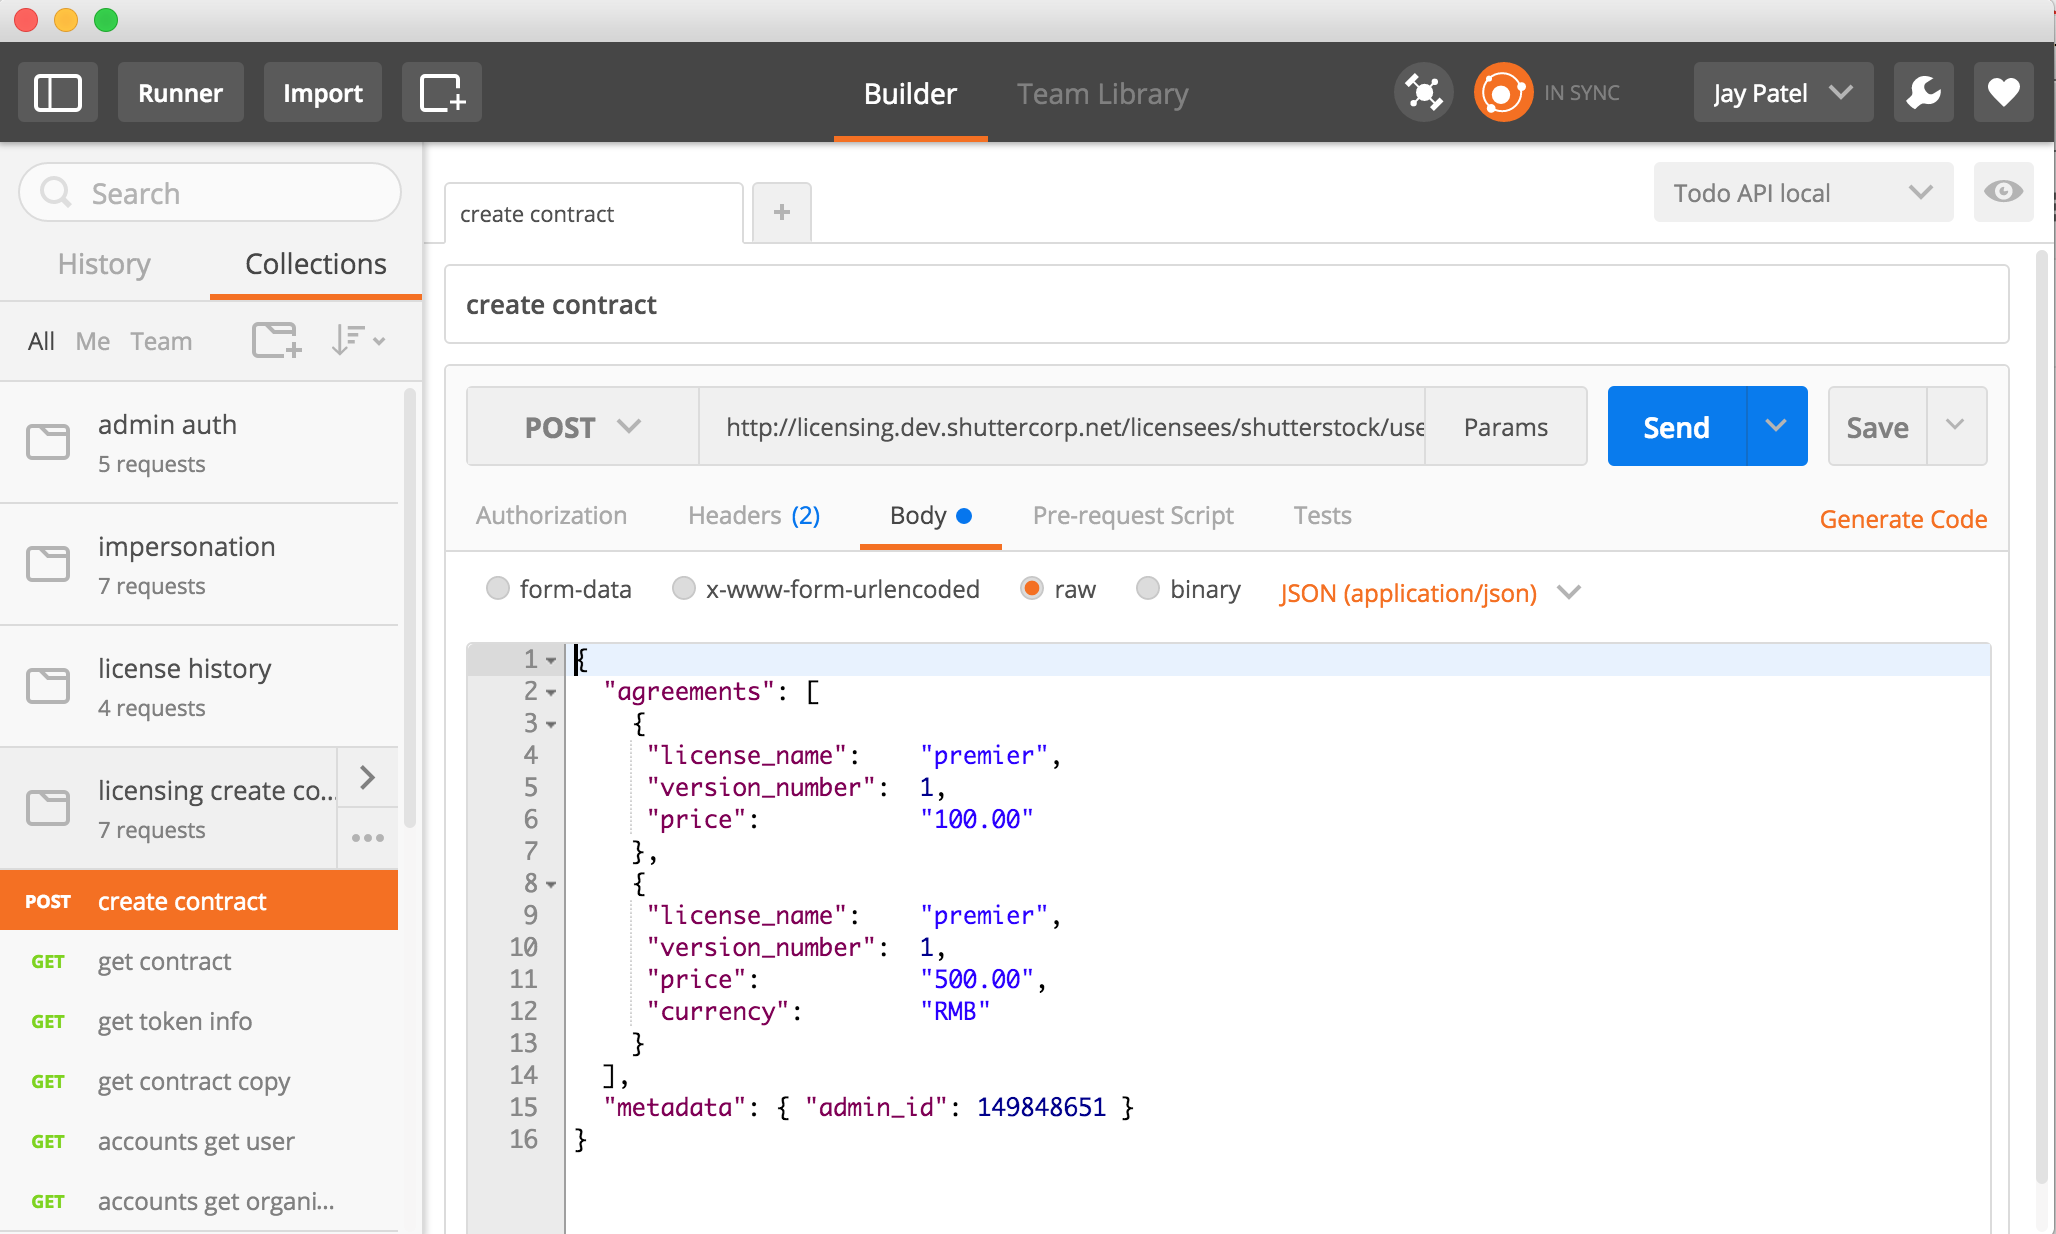 Runner Import Builder Team Library IN SYNC Jay Patel
Search
create contract +
Todo API local
History Collections
All Me Team
admin auth
5 requests
impersonation
7 requests
license history
4 requests
licensing create co...
7 requests
POST create contract
GET get contract
GET get token info
GET get contract copy
GET accounts get user
GET accounts get organi...
create contract
POST http://licensing.dev.shuttercorp.net/licensees/shutterstock/use Params Send Save
Authorization Headers (2) Body Pre-request Script Tests Generate Code
form-data x-www-form-urlencoded raw binary JSON (application/json)
1 {
2 "agreements": [
3 {
4 "license_name": "premier",
5 "version_number": 1,
6 "price": "100.00"
7 },
8 {
9 "license_name": "premier",
10 "version_number": 1,
11 "price": "500.00",
12 "currency": "RMB"
13 }
14 ],
15 "metadata": { "admin_id": 149848651 }
16 }